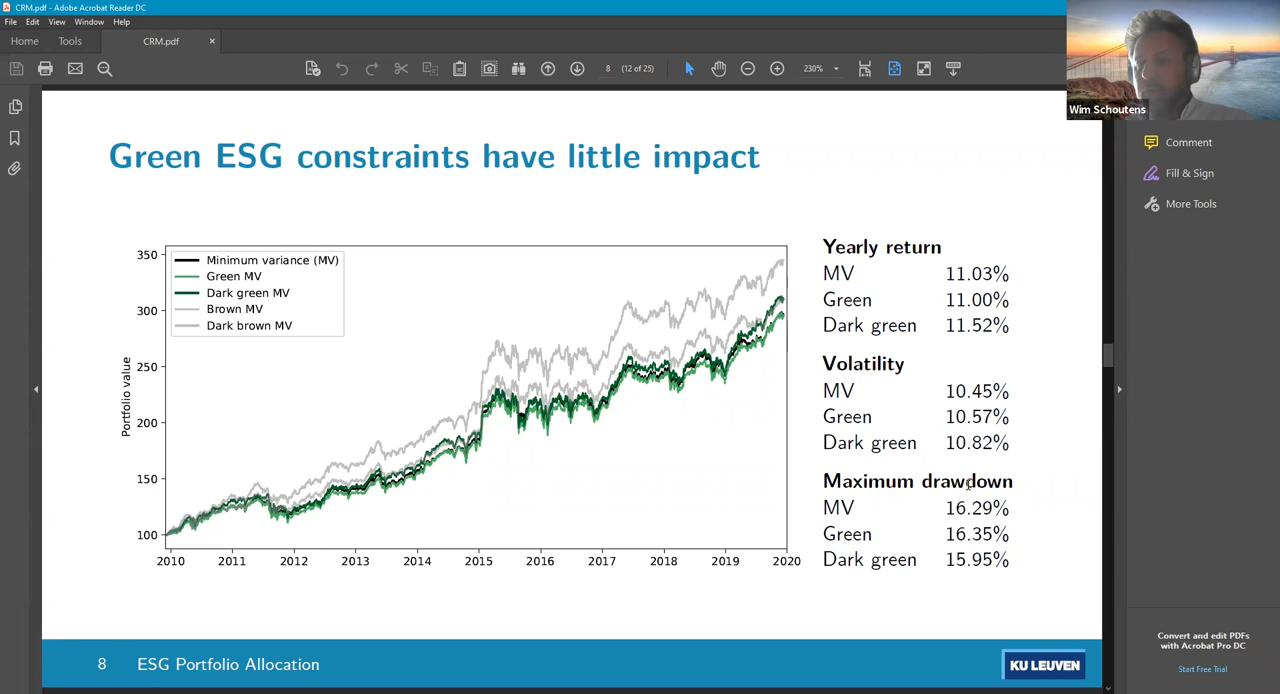 CRM.pdf - Adobe Acrobat Reader DC
File Edit View Window Help
Home Tools CRM.pdf ×
8 (12 of 25) 230%
Wim Schoutens
Comment
Fill & Sign
More Tools
Green ESG constraints have little impact
350
300
250
200
150
100
Portfolio value
Minimum variance (MV)
Green MV
Dark green MV
Brown MV
Dark brown MV
2010 2011 2012 2013 2014 2015 2016 2017 2018 2019 2020
Yearly return
MV 11.03%
Green 11.00%
Dark green 11.52%
Volatility
MV 10.45%
Green 10.57%
Dark green 10.82%
Maximum drawdown
MV 16.29%
Green 16.35%
Dark green 15.95%
8 ESG Portfolio Allocation
KU LEUVEN
Convert and edit PDFs
with Acrobat Pro DC
Start Free Trial